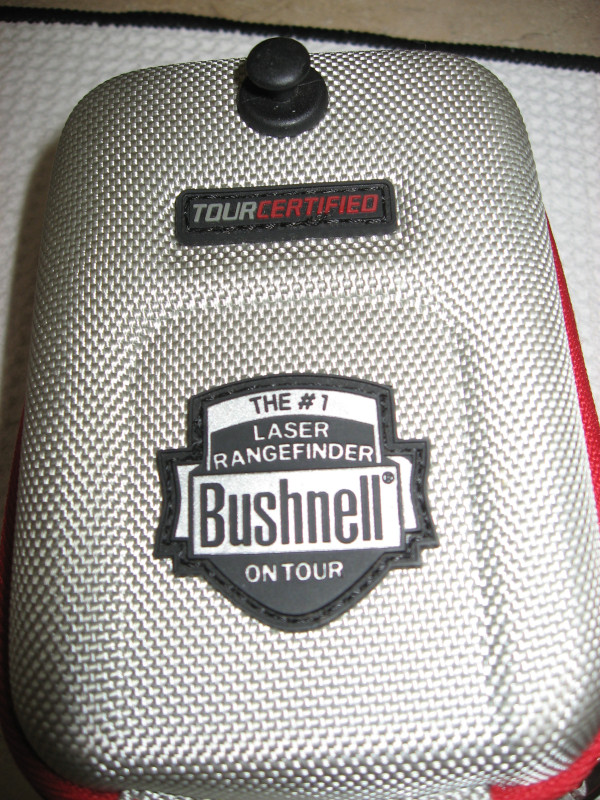 TOURCERTIFIED
THE #1
LASER
RANGEFINDER
Bushnell®
ON TOUR